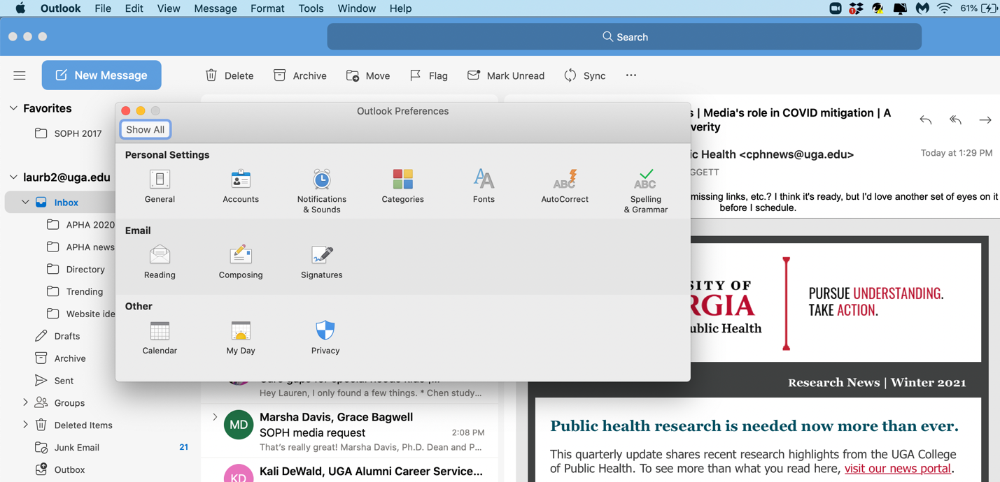 Outlook File Edit View Message Format Tools Window Help 61%
Search
New Message
Delete Archive Move Flag Mark Unread Sync ...
Favorites
SOPH 2017
laurb2@uga.edu
Inbox
APHA 2020
APHA news
Directory
Trending
Website ide
Drafts
Archive
Sent
Groups
Deleted Items
Junk Email 21
Outbox
Outlook Preferences
Show All
Personal Settings
General Accounts Notifications & Sounds Categories Fonts AutoCorrect Spelling & Grammar
Email
Reading Composing Signatures
Other
Calendar My Day Privacy
Hey Lauren, I only found a few things. * Chen study...
MD
Marsha Davis, Grace Bagwell
SOPH media request 2:08 PM
That's really great! Marsha Davis, Ph.D. Dean and P...
KD
Kali DeWald, UGA Alumni Career Service...
s | Media's role in COVID mitigation | A
verity
ic Health <cphnews@uga.edu> Today at 1:29 PM
GGETT
missing links, etc.? I think it's ready, but I'd love another set of eyes on it
before I schedule.
SITY OF
RGIA
ublic Health
PURSUE UNDERSTANDING.
TAKE ACTION.
Research News | Winter 2021
Public health research is needed now more than ever.
This quarterly update shares recent research highlights from the UGA College
of Public Health. To see more than what you read here, visit our news portal.